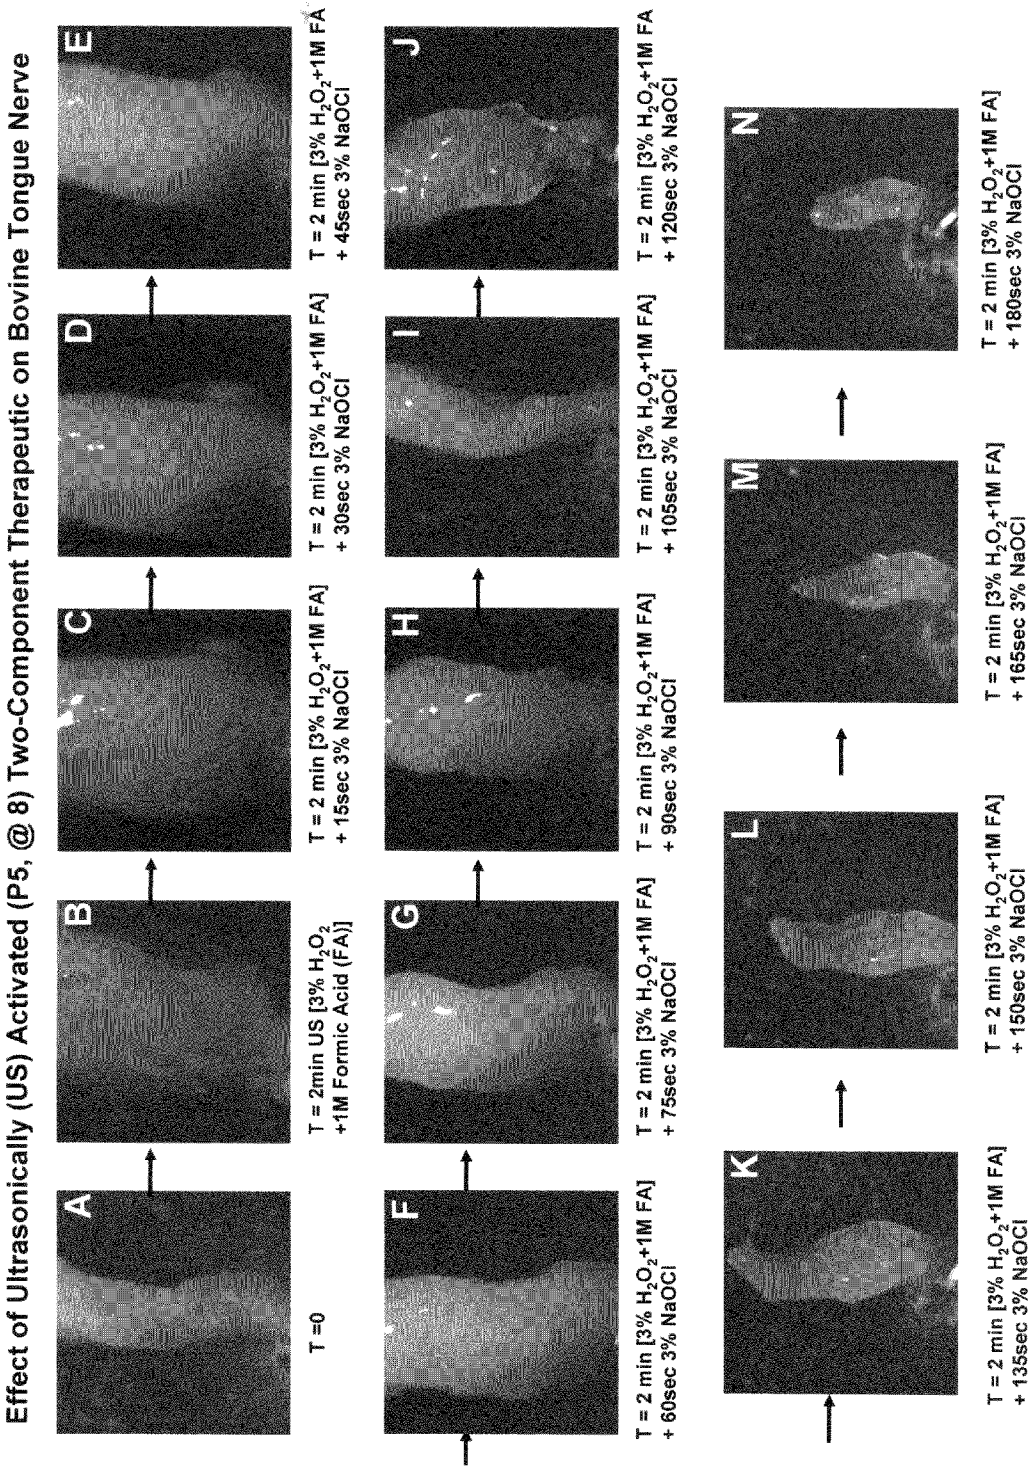 Effect of Ultrasonically (US) Activated (P5, @ 8) Two-Component Therapeutic on Bovine Tongue Nerve
A
T =0
B
T = 2min US [3% H₂O₂
+1M Formic Acid (FA)]
C
T = 2 min [3% H₂O₂+1M FA]
+ 15sec 3% NaOCl
D
T = 2 min [3% H₂O₂+1M FA]
+ 30sec 3% NaOCl
E
T = 2 min [3% H₂O₂+1M FA
+ 45sec 3% NaOCl
F
T = 2 min [3% H₂O₂+1M FA]
+ 60sec 3% NaOCl
G
T = 2 min [3% H₂O₂+1M FA]
+ 75sec 3% NaOCl
H
T = 2 min [3% H₂O₂+1M FA]
+ 90sec 3% NaOCl
I
T = 2 min [3% H₂O₂+1M FA]
+ 105sec 3% NaOCl
J
T = 2 min [3% H₂O₂+1M FA
+ 120sec 3% NaOCl
K
T = 2 min [3% H₂O₂+1M FA]
+ 135sec 3% NaOCl
L
T = 2 min [3% H₂O₂+1M FA]
+ 150sec 3% NaOCl
M
T = 2 min [3% H₂O₂+1M FA]
+ 165sec 3% NaOCl
N
T = 2 min [3% H₂O₂+1M FA]
+ 180sec 3% NaOCl